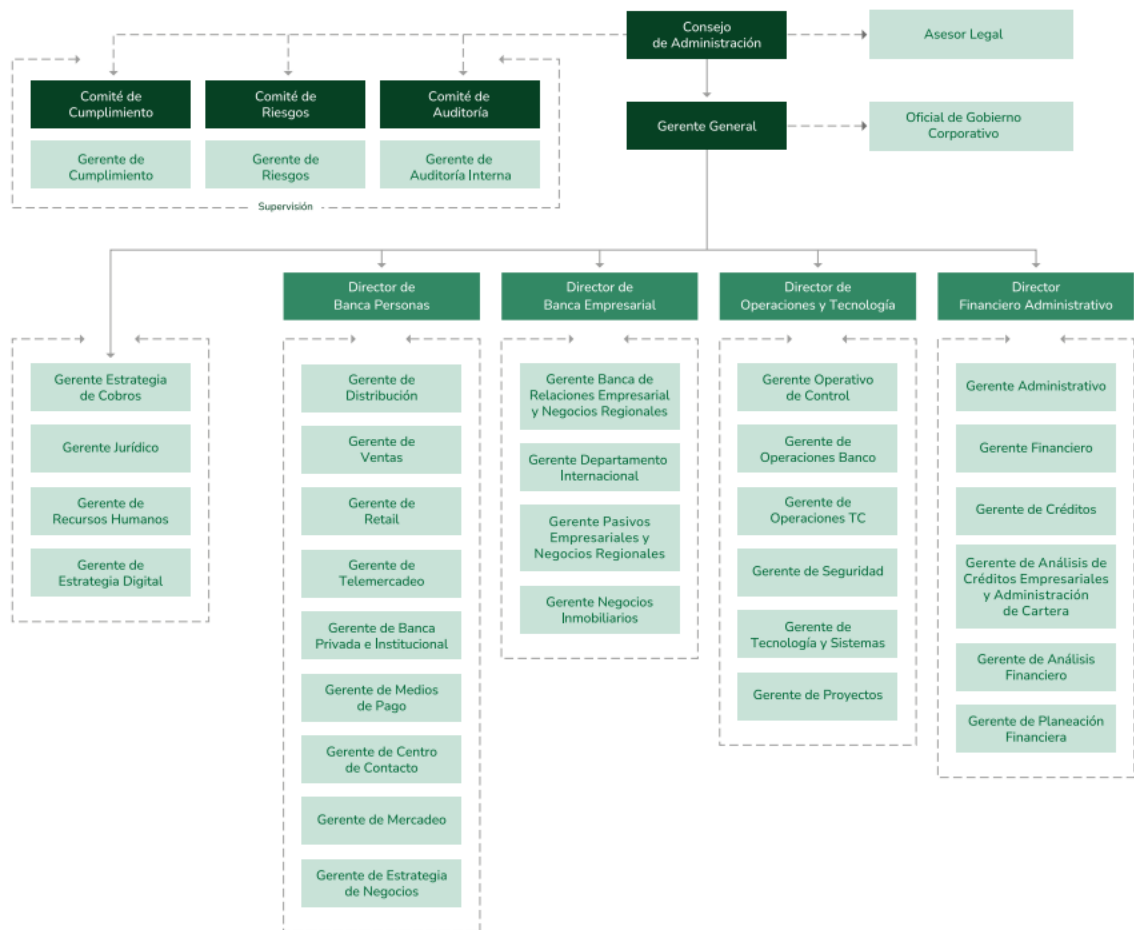 Consejo
de Administración
Asesor Legal
Comité de
Cumplimiento
Comité de
Riesgos
Comité de
Auditoría
Gerente General
Oficial de Gobierno
Corporativo
Gerente de
Cumplimiento
Gerente de
Riesgos
Gerente de
Auditoría Interna
Supervisión
Director de
Banca Personas
Director de
Banca Empresarial
Director de
Operaciones y Tecnología
Director
Financiero Administrativo
Gerente Estrategia
de Cobros
Gerente Jurídico
Gerente de
Recursos Humanos
Gerente de
Estrategia Digital
Gerente de
Distribución
Gerente de
Ventas
Gerente de
Retail
Gerente de
Telemercadeo
Gerente de Banca
Privada e Institucional
Gerente de Medios
de Pago
Gerente de Centro
de Contacto
Gerente de Mercadeo
Gerente de Estrategia
de Negocios
Gerente Banca de
Relaciones Empresarial
y Negocios Regionales
Gerente Departamento
Internacional
Gerente Pasivos
Empresariales y
Negocios Regionales
Gerente Negocios
Inmobiliarios
Gerente Operativo
de Control
Gerente de
Operaciones Banco
Gerente de
Operaciones TC
Gerente de Seguridad
Gerente de
Tecnología y Sistemas
Gerente de Proyectos
Gerente Administrativo
Gerente Financiero
Gerente de Créditos
Gerente de Análisis de
Créditos Empresariales
y Administración
de Cartera
Gerente de Análisis
Financiero
Gerente de Planeación
Financiera